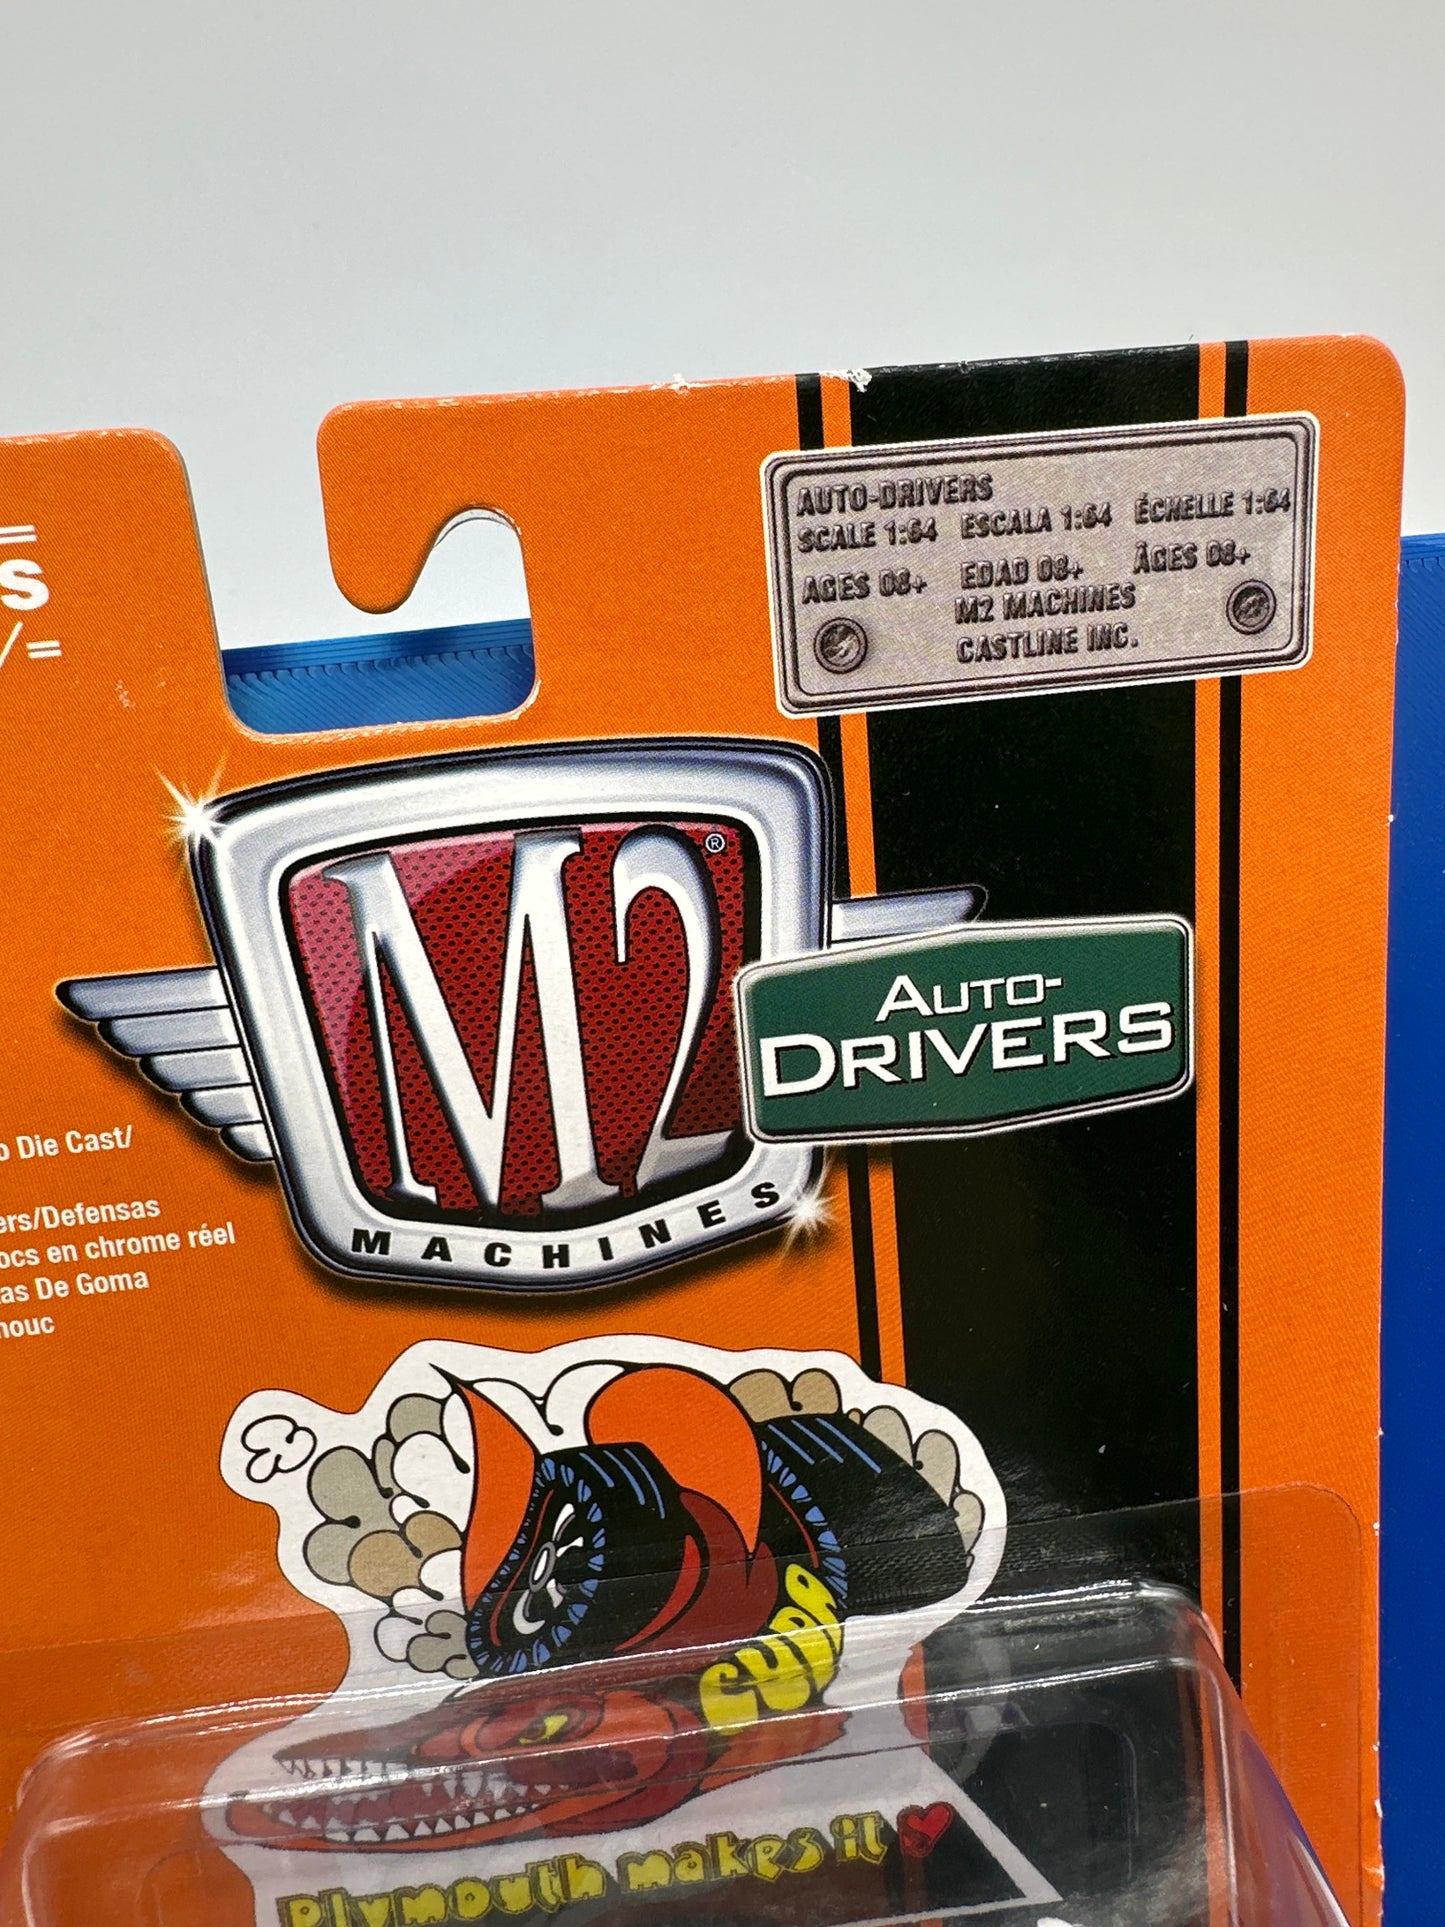 AUTO-DRIVERS
SCALE 1:64 ESCALA 1:64 ÉCHELLE 1:64
AGES 08+ EDAD 08+ ÂGES 08+
M2 MACHINES
CASTLINE INC.
S
/=
M2®
MACHINES
AUTO-
DRIVERS
o Die Cast/
ers/Defensas
ocs en chrome réel
as De Goma
houc
CUDA
Plymouth makes it